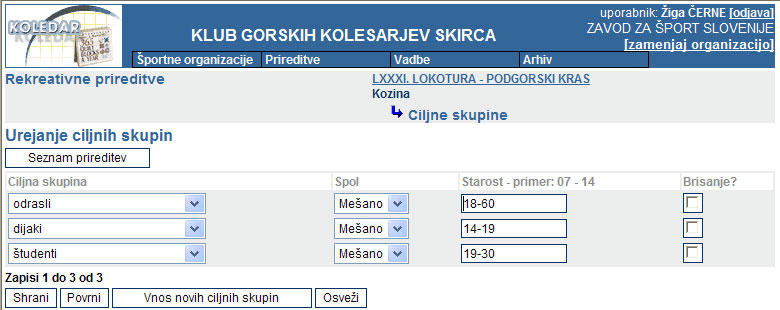 KOLEDAR
uporabnik: Žiga ČERNE [odjava]
ZAVOD ZA ŠPORT SLOVENIJE
[zamenjaj organizacijo]
KLUB GORSKIH KOLESARJEV SKIRCA
Športne organizacije Prireditve Vadbe Arhiv
Rekreativne prireditve LXXXI. LOKOTURA - PODGORSKI KRAS
Kozina
Ciljne skupine
Urejanje ciljnih skupin
Seznam prireditev
Ciljna skupina Spol Starost - primer: 07 - 14 Brisanje?
odrasli Mešano 18-60
dijaki Mešano 14-19
študenti Mešano 19-30
Zapisi 1 do 3 od 3
Shrani Povrni Vnos novih ciljnih skupin Osveži